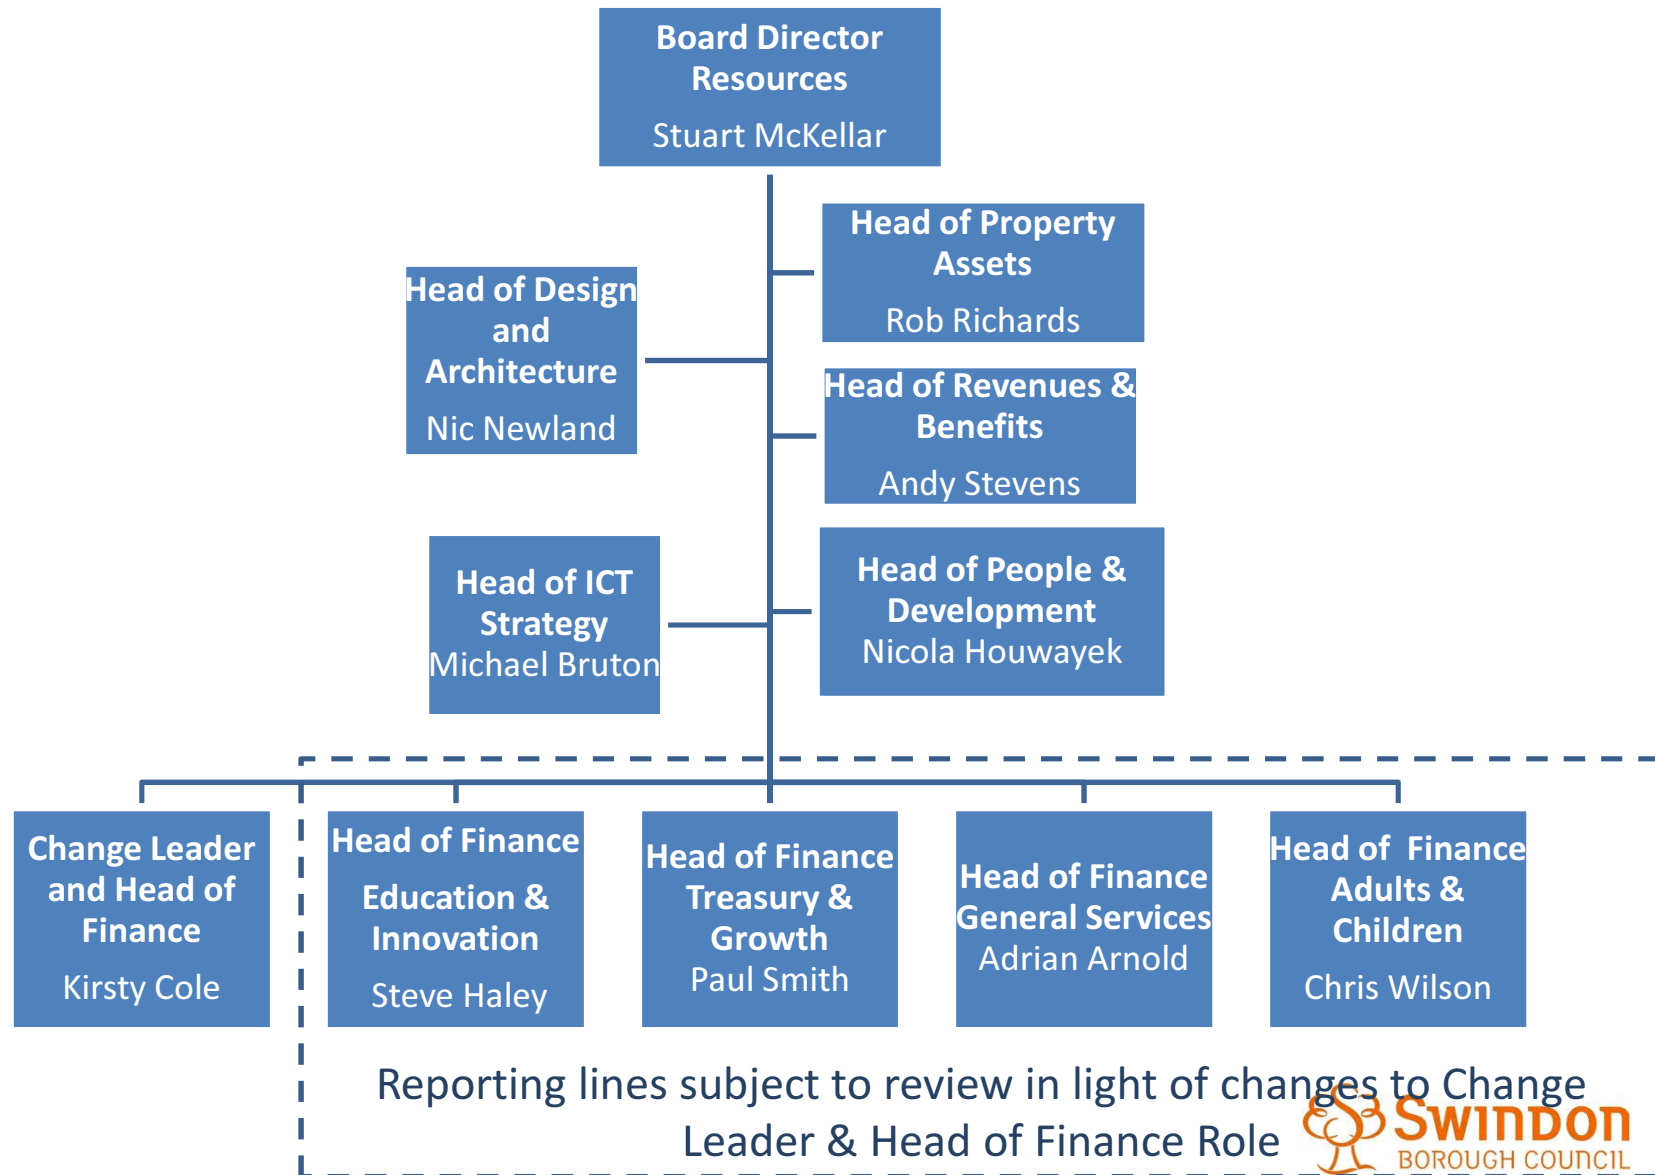 Board Director
Resources
Stuart McKellar
Head of Property
Assets
Rob Richards
Head of Design
and
Architecture
Nic Newland
Head of Revenues &
Benefits
Andy Stevens
Head of ICT
Strategy
Michael Bruton
Head of People &
Development
Nicola Houwayek
Change Leader
and Head of
Finance
Kirsty Cole
Head of Finance
Education &
Innovation
Steve Haley
Head of Finance
Treasury &
Growth
Paul Smith
Head of Finance
General Services
Adrian Arnold
Head of  Finance
Adults &
Children
Chris Wilson
Reporting lines subject to review in light of changes to Change
Leader & Head of Finance Role
SWINDON
BOROUGH COUNCIL